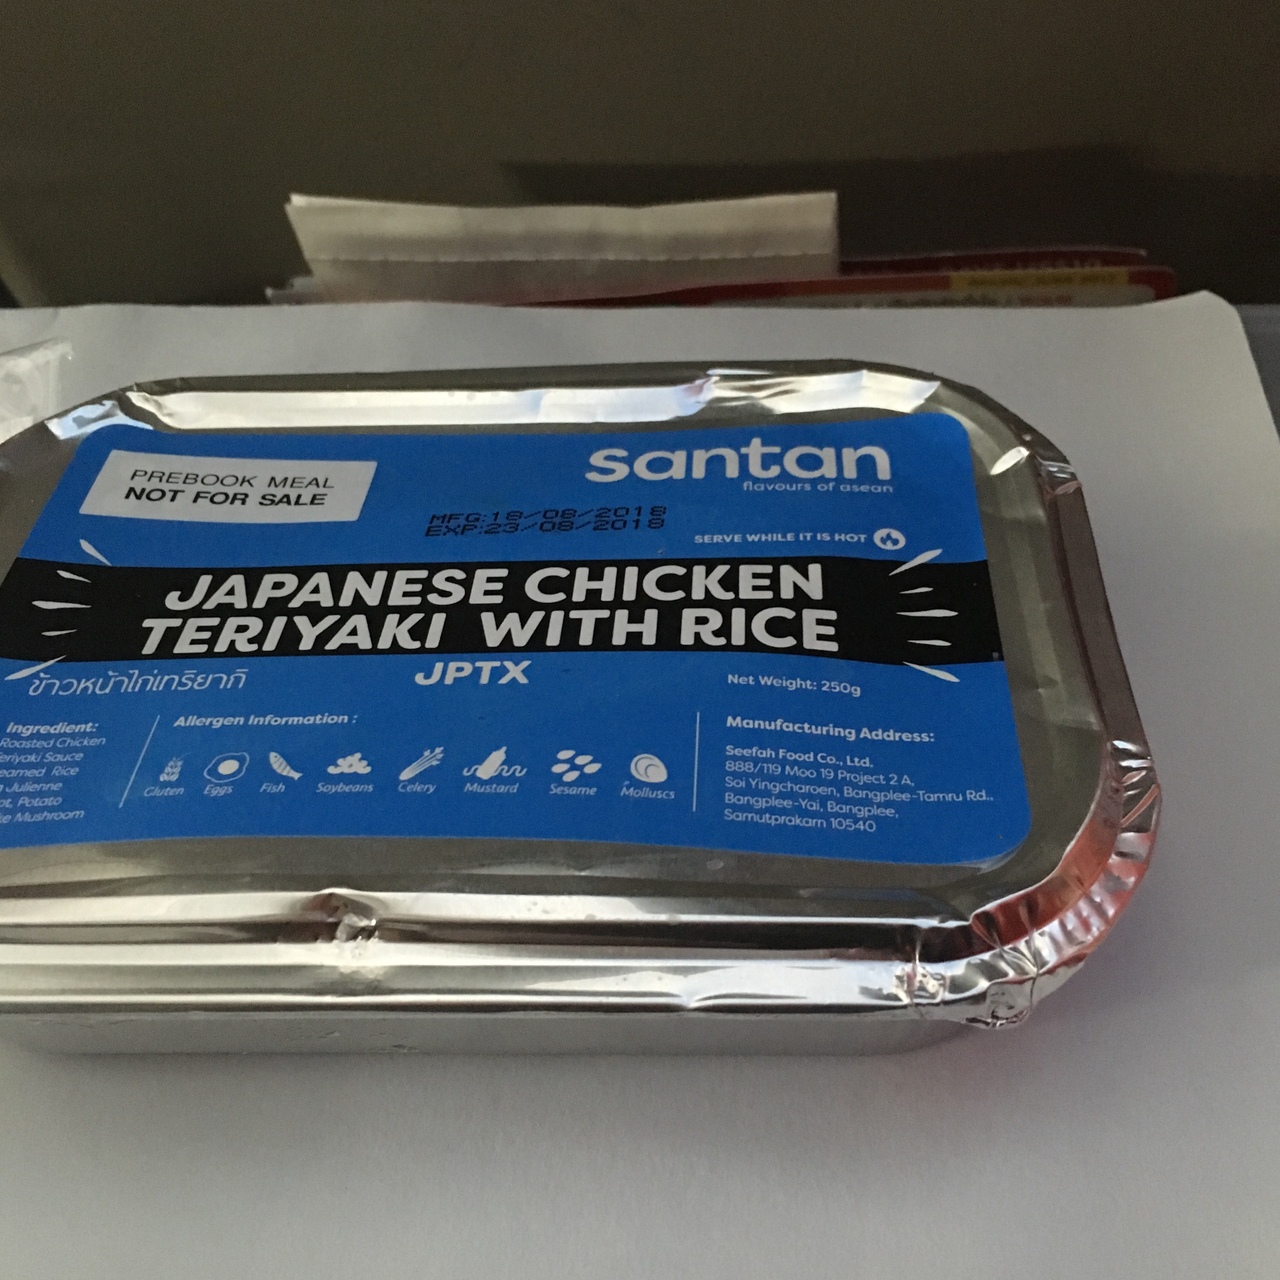 PREBOOK MEAL
NOT FOR SALE
santan
flavours of asean
MFG:18/08/2018
EXP:23/08/2018
SERVE WHILE IT IS HOT
JAPANESE CHICKEN
TERIYAKI WITH RICE
JPTX
ข้าวหน้าไก่เทริยากิ
Net Weight: 250g
Ingredient:
Roasted Chicken
Sauce
Rice
Julienne
Potato
Mushroom
Allergen Information :
Gluten Eggs Fish Soybeans Celery Mustard Sesame Molluscs
Manufacturing Address:
Seefah Food Co., Ltd.
888/119 Moo 19 Project 2 A,
Soi Yingcharoen, Bangplee-Tamru Rd.,
Bangplee-Yai, Bangplee,
Samutprakarn 10540